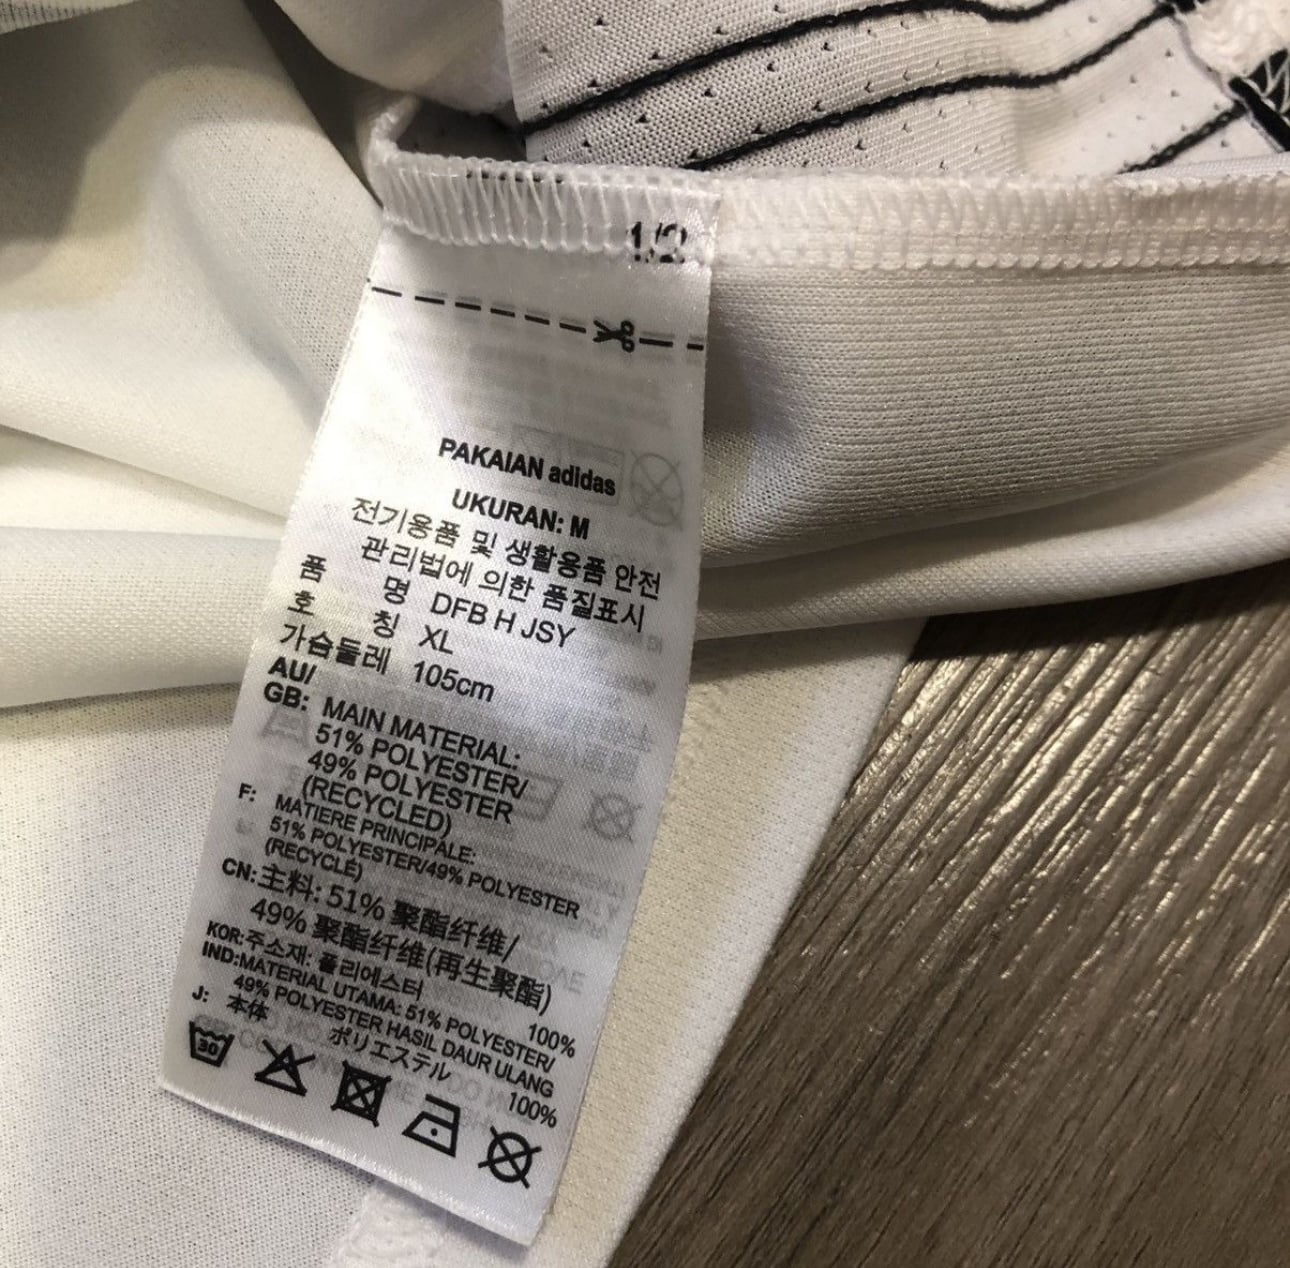 1/2
PAKAIAN adidas
UKURAN: M
전기용품 및 생활용품 안전
관리법에 의한 품질표시
품 명 DFB H JSY
호 칭 XL
가슴둘레 105cm
AU/
GB: MAIN MATERIAL:
51% POLYESTER/
49% POLYESTER
(RECYCLED)
F: MATIERE PRINCIPALE:
51% POLYESTER/49% POLYESTER
(RECYCLÉ)
CN: 主料: 51% 聚酯纤维/
49% 聚酯纤维(再生聚酯)
KOR: 주소재: 폴리에스터 100%
IND: MATERIAL UTAMA: 51% POLYESTER/
49% POLYESTER HASIL DAUR ULANG
J: 本体 ポリエステル 100%
30